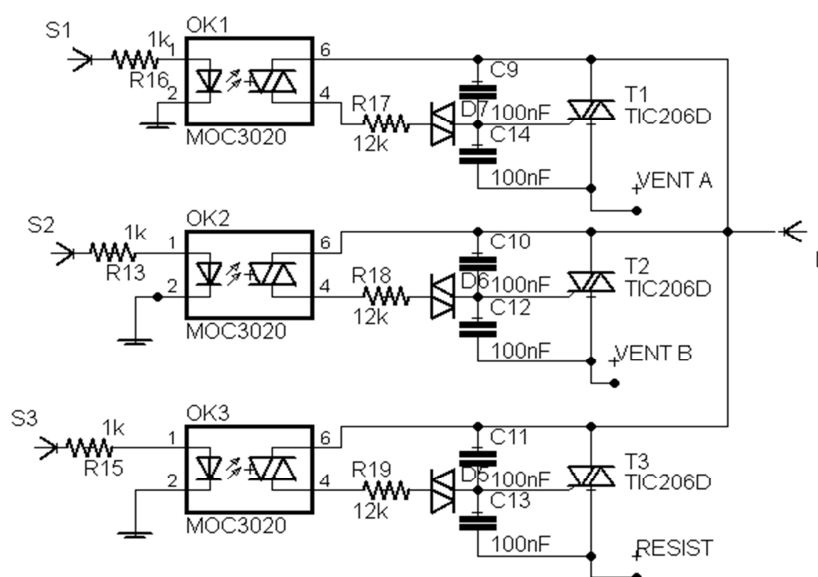 S1
1k
R16
1
2
OK1
MOC3020
6
4
R17
12k
D7
C9
100nF
C14
100nF
T1
TIC206D
VENT A
S2
1k
R13
1
2
OK2
MOC3020
6
4
R18
12k
D6
C10
100nF
C12
100nF
T2
TIC206D
VENT B
S3
1k
R15
1
2
OK3
MOC3020
6
4
R19
12k
D5
C11
100nF
C13
100nF
T3
TIC206D
RESIST